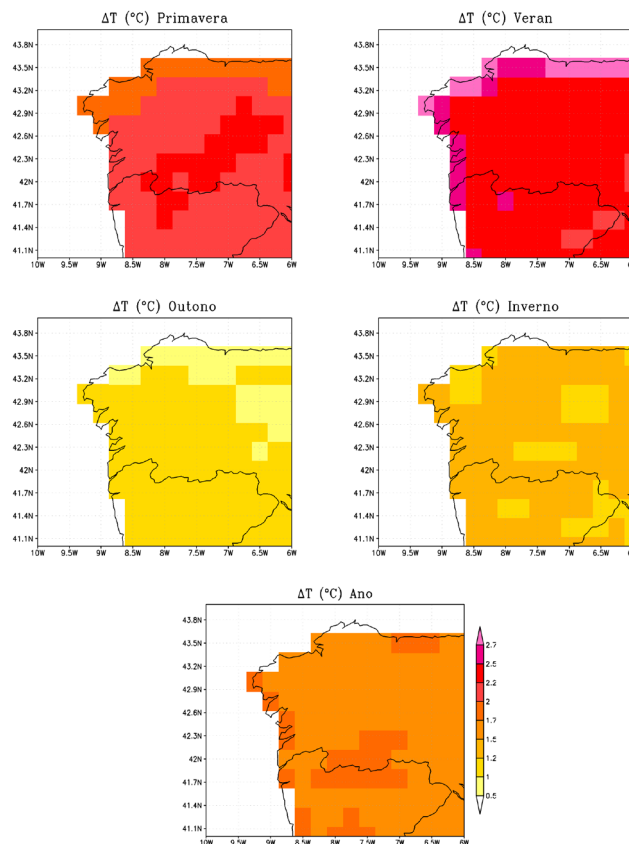 ΔT (°C) Primavera
43.8N
43.5N
43.2N
42.9N
42.6N
42.3N
42N
41.7N
41.4N
41.1N
10W 9.5W 9W 8.5W 8W 7.5W 7W 6.5W 6W
ΔT (°C) Veran
43.8N
43.5N
43.2N
42.9N
42.6N
42.3N
42N
41.7N
41.4N
41.1N
10W 9.5W 9W 8.5W 8W 7.5W 7W 6.5W 6W
ΔT (°C) Outono
43.8N
43.5N
43.2N
42.9N
42.6N
42.3N
42N
41.7N
41.4N
41.1N
10W 9.5W 9W 8.5W 8W 7.5W 7W 6.5W 6W
ΔT (°C) Inverno
43.8N
43.5N
43.2N
42.9N
42.6N
42.3N
42N
41.7N
41.4N
41.1N
10W 9.5W 9W 8.5W 8W 7.5W 7W 6.5W 6W
ΔT (°C) Ano
43.8N
43.5N
43.2N
42.9N
42.6N
42.3N
42N
41.7N
41.4N
41.1N
10W 9.5W 9W 8.5W 8W 7.5W 7W 6.5W 6W
2.7
2.5
2.2
2
1.7
1.5
1.2
1
0.5